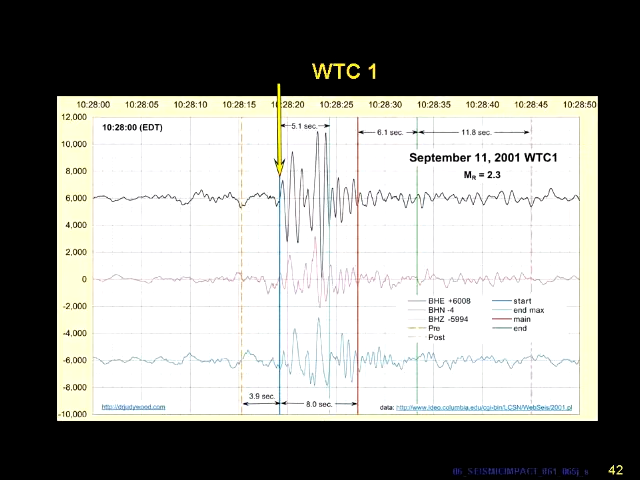 WTC 1
10:28:00 10:28:05 10:28:10 10:28:15 10:28:20 10:28:25 10:28:30 10:28:35 10:28:40 10:28:45 10:28:50
12,000
10:28:00 (EDT)
5.1 sec.
6.1 sec.
11.8 sec.
10,000
September 11, 2001 WTC1
8,000
MR = 2.3
6,000
4,000
2,000
0
BHE +6008
start
BHN -4
end max
-2,000
BHZ -5994
main
Pre
end
-4,000
Post
-6,000
-8,000
3.9 sec.
8.0 sec.
http://drjudywood.com
data: http://www.ldeo.columbia.edu/cgi-bin/LCSN/WebSeis/2001.pl
-10,000
42